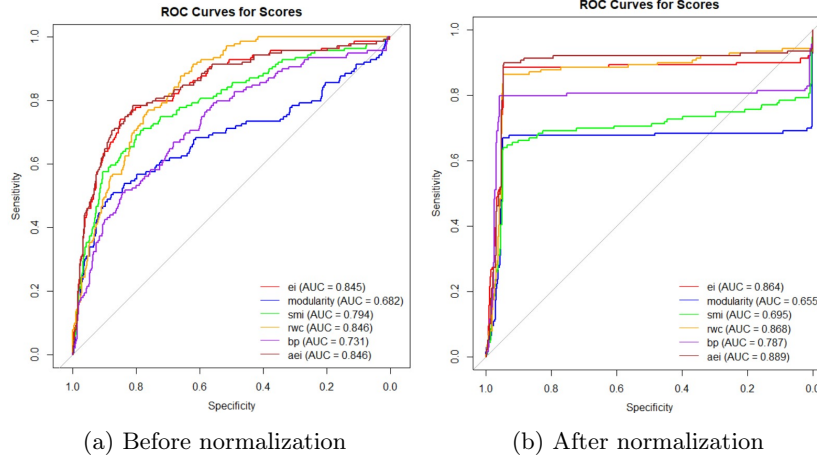 ROC Curves for Scores
Sensitivity
1.0
0.8
0.6
0.4
0.2
0.0
ei (AUC = 0.845)
modularity (AUC = 0.682)
smi (AUC = 0.794)
rwc (AUC = 0.846)
bp (AUC = 0.731)
aei (AUC = 0.846)
1.0 0.8 0.6 0.4 0.2 0.0
Specificity
(a) Before normalization
ROC Curves for Scores
Sensitivity
1.0
0.8
0.6
0.4
0.2
0.0
ei (AUC = 0.864)
modularity (AUC = 0.655)
smi (AUC = 0.695)
rwc (AUC = 0.868)
bp (AUC = 0.787)
aei (AUC = 0.889)
1.0 0.8 0.6 0.4 0.2 0.0
Specificity
(b) After normalization